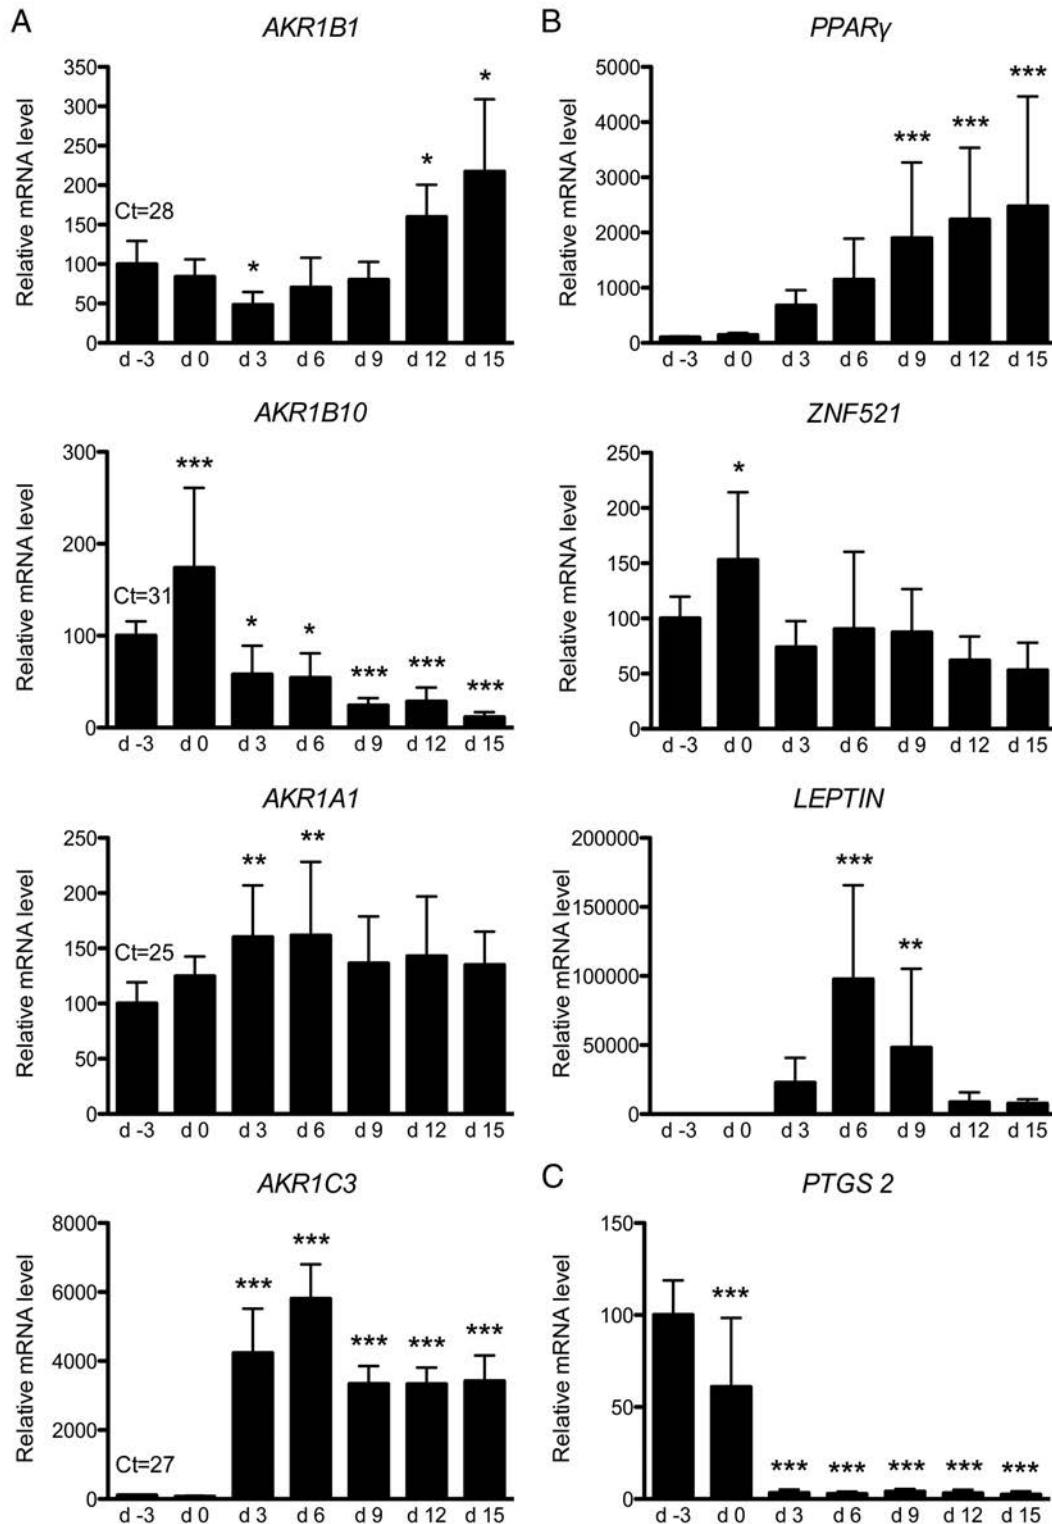 A
AKR1B1
Relative mRNA level
350
300
250
200
150
100
50
0
Ct=28
*
*
*
d -3 d 0 d 3 d 6 d 9 d 12 d 15
AKR1B10
Relative mRNA level
300
200
100
0
Ct=31
***
*
*
***
***
***
d -3 d 0 d 3 d 6 d 9 d 12 d 15
AKR1A1
Relative mRNA level
250
200
150
100
50
0
Ct=25
**
**
d -3 d 0 d 3 d 6 d 9 d 12 d 15
AKR1C3
Relative mRNA level
8000
6000
4000
2000
0
Ct=27
***
***
***
***
***
d -3 d 0 d 3 d 6 d 9 d 12 d 15
B
PPARγ
Relative mRNA level
5000
4000
3000
2000
1000
0
***
***
***
d -3 d 0 d 3 d 6 d 9 d 12 d 15
ZNF521
Relative mRNA level
250
200
150
100
50
0
*
d -3 d 0 d 3 d 6 d 9 d 12 d 15
LEPTIN
Relative mRNA level
200000
150000
100000
50000
0
***
**
d -3 d 0 d 3 d 6 d 9 d 12 d 15
C
PTGS 2
Relative mRNA level
150
100
50
0
***
***
***
***
***
***
d -3 d 0 d 3 d 6 d 9 d 12 d 15